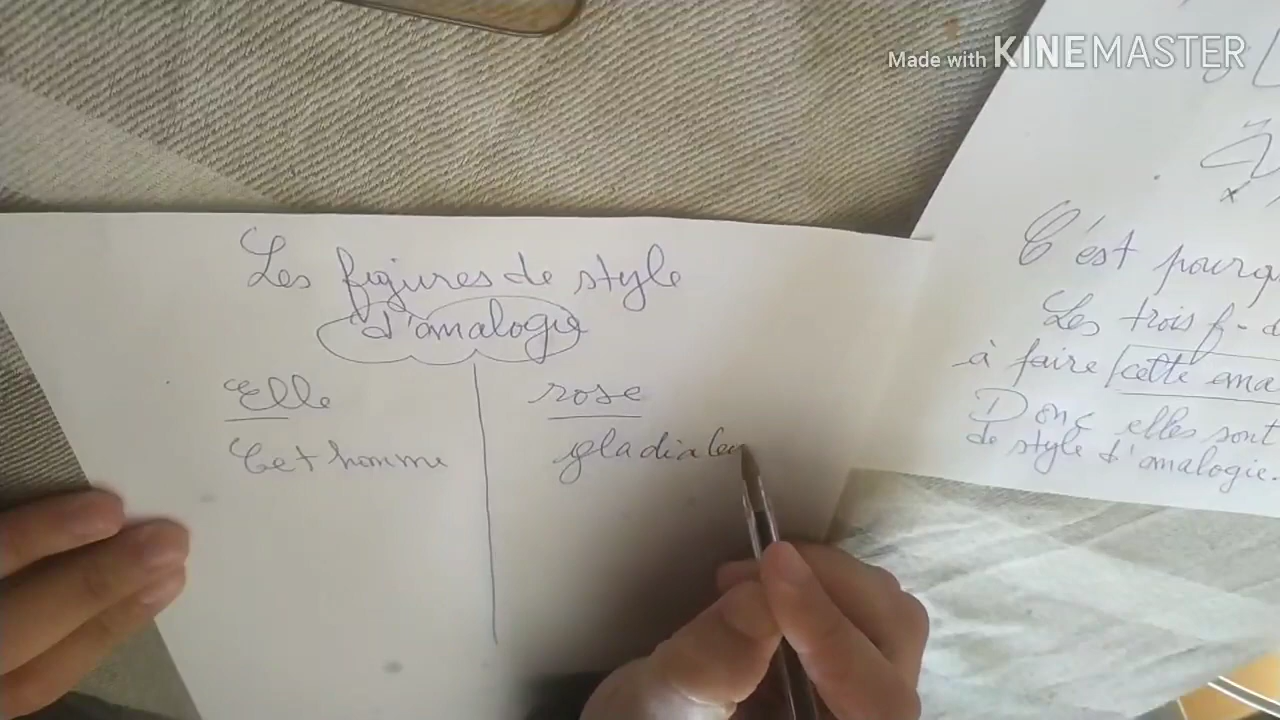 Made with KINEMASTER
Les figures de style
d'analogie
Elle
rose
Cet homme
gladiateu
C'est pourq
Les trois f-d
à faire cette ana
Donc elles sont
de style d'analogie.